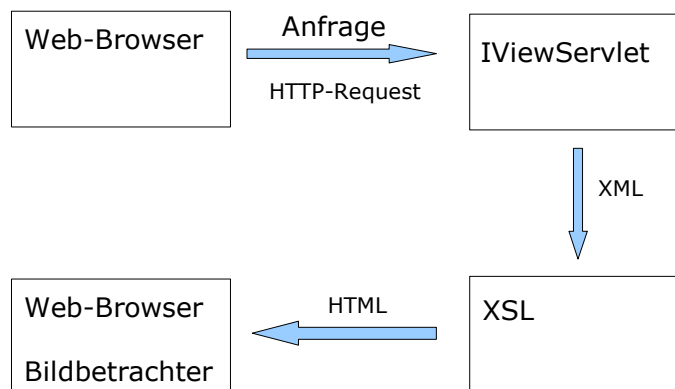 Web-Browser
Anfrage
HTTP-Request
IViewServlet
XML
Web-Browser
Bildbetrachter
HTML
XSL